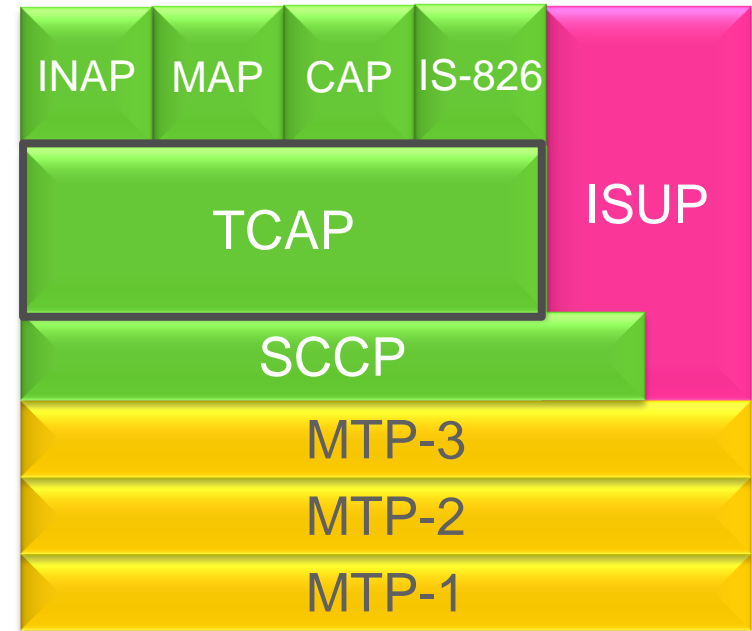 INAP
MAP
CAP
IS-826
ISUP
TCAP
SCCP
MTP-3
MTP-2
MTP-1